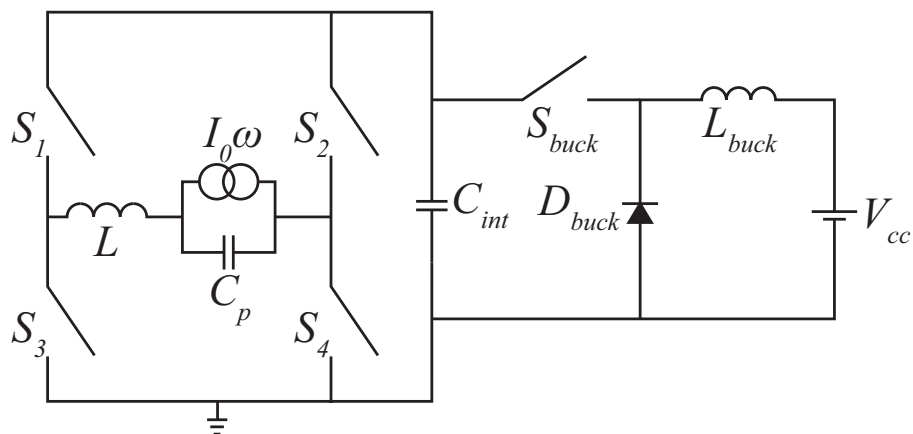 S1
I0ω
S2
Sbuck
Lbuck
L
Cint
Dbuck
Vcc
Cp
S3
S4